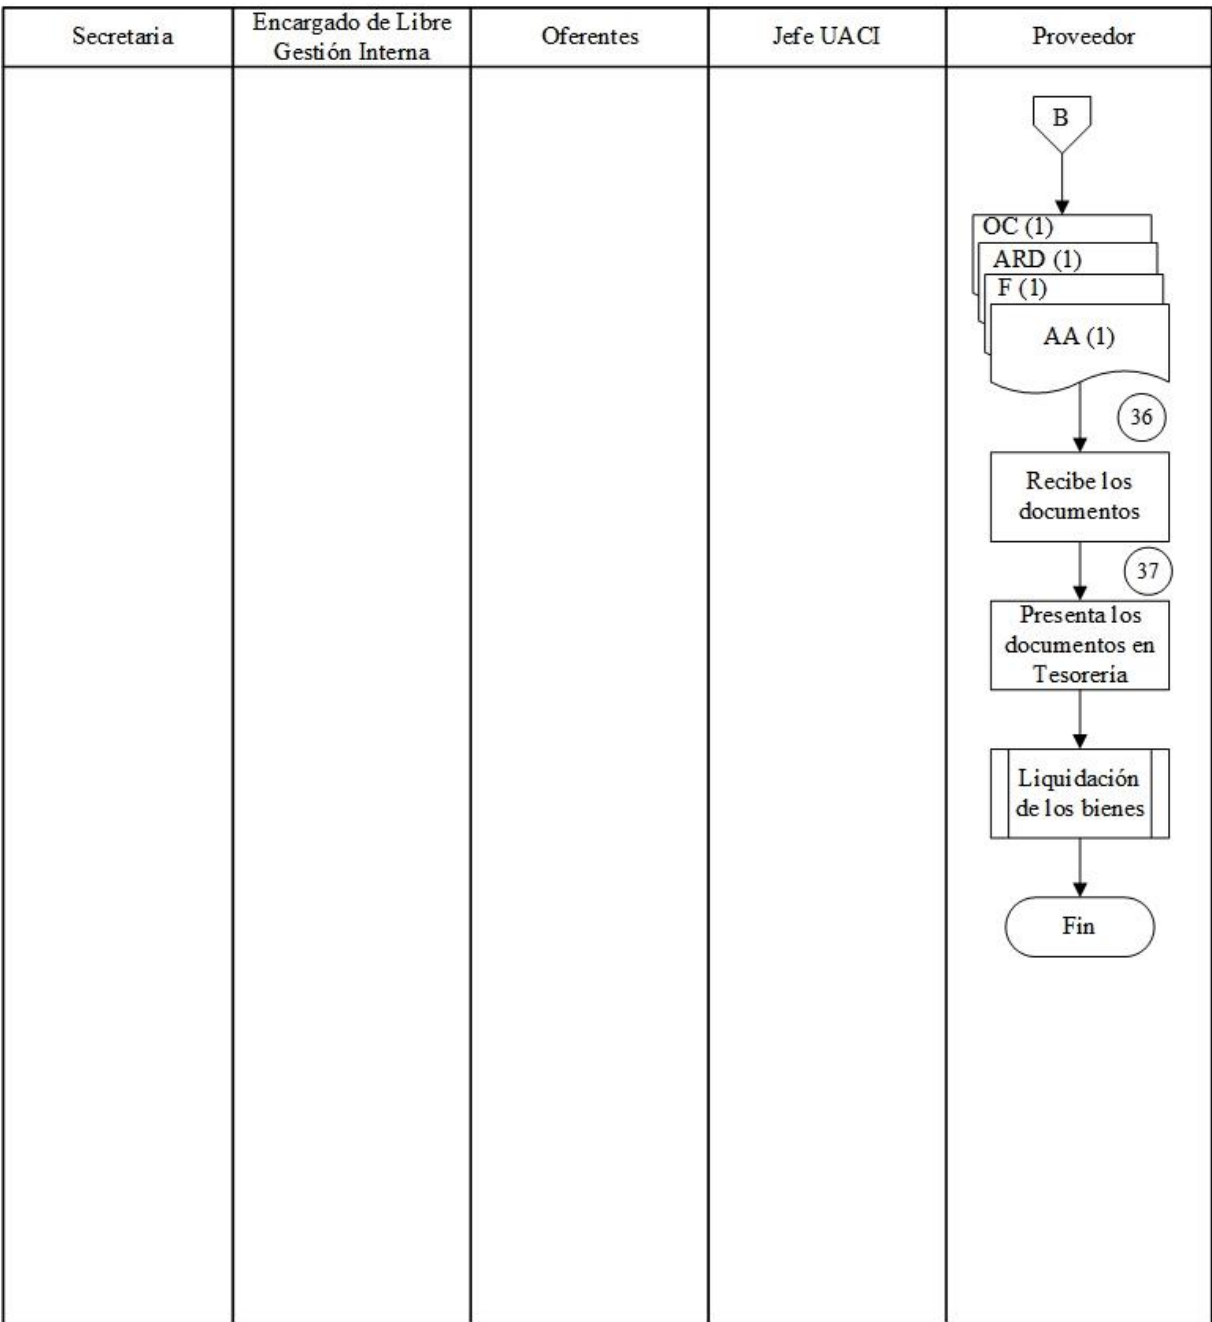 Secretaria
Encargado de Libre
Gestión Interna
Oferentes
Jefe UACI
Proveedor
B
OC (1)
ARD (1)
F (1)
AA (1)
36
Recibe los
documentos
37
Presenta los
documentos en
Tesorería
Liquidación
de los bienes
Fin